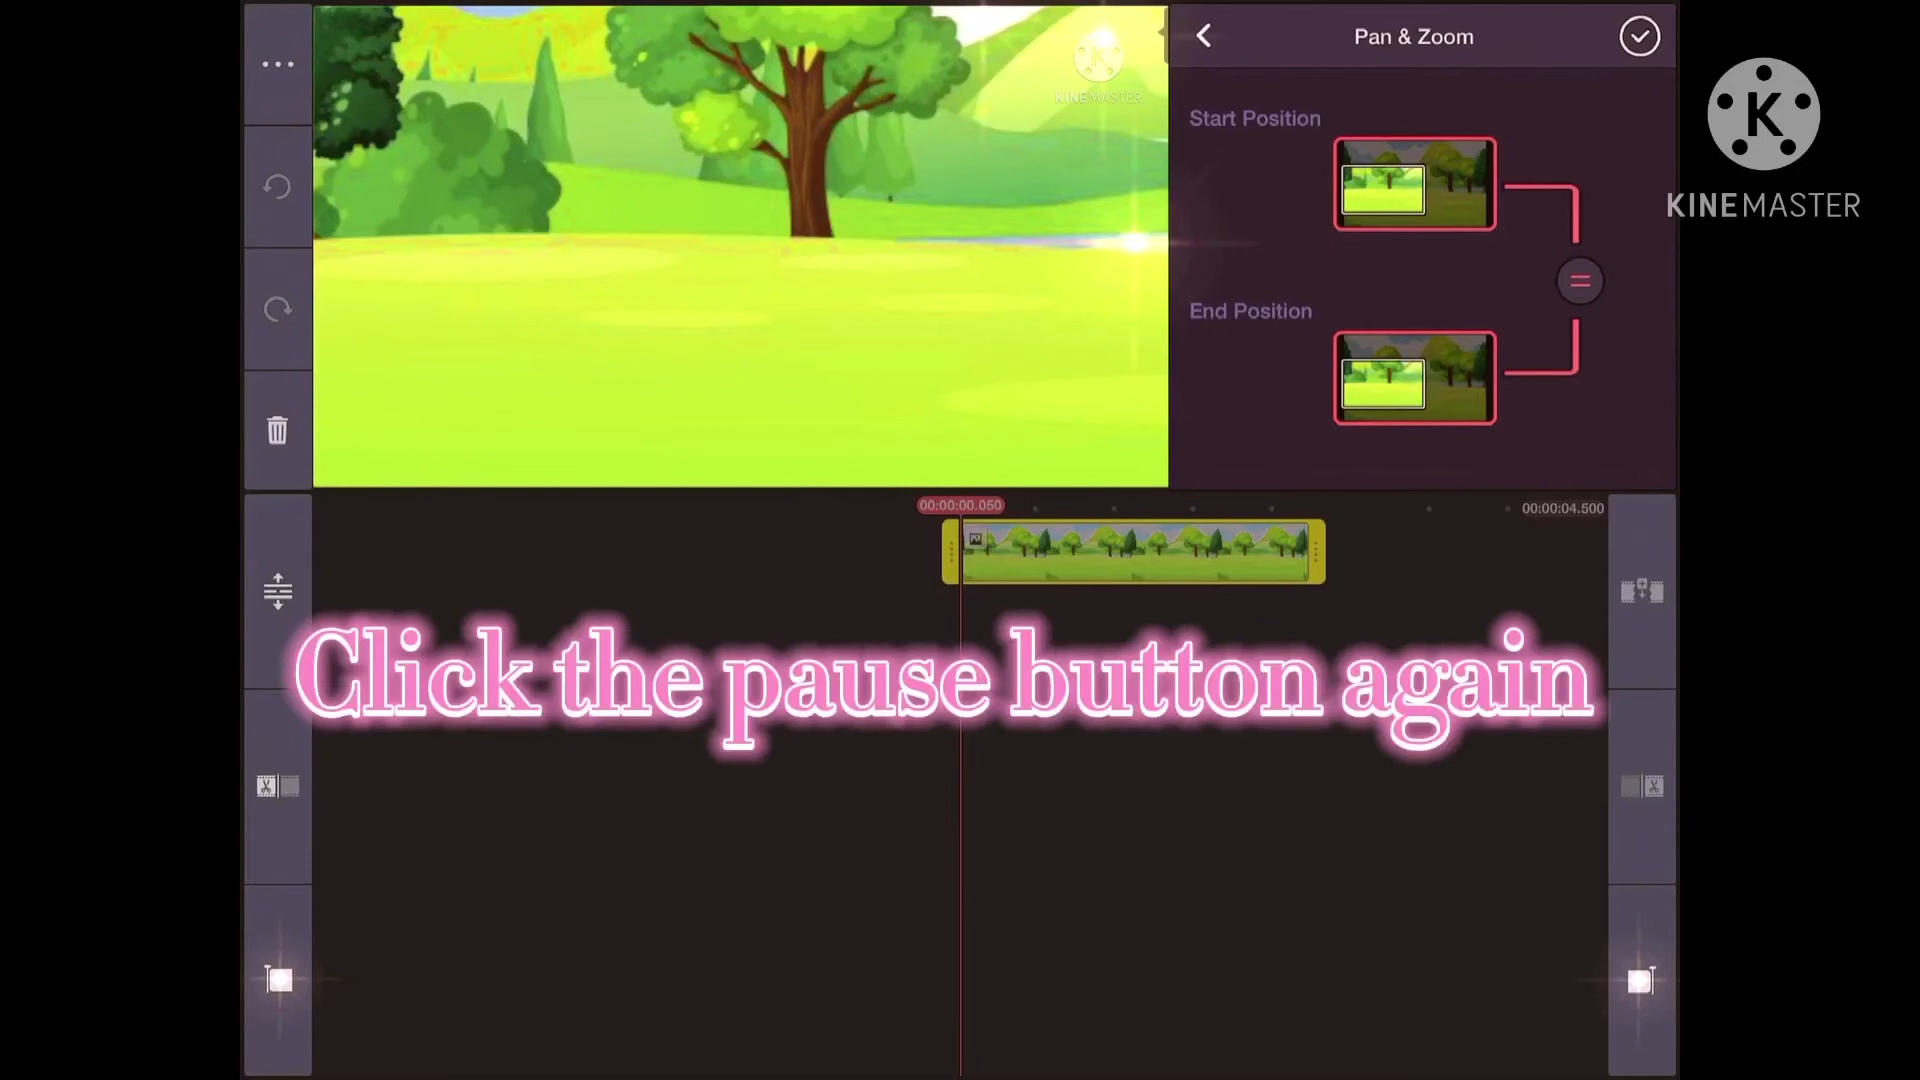 Pan & Zoom
KINEMASTER
Start Position
KINEMASTER
End Position
00:00:00.050
00:00:04.500
Click the pause button again